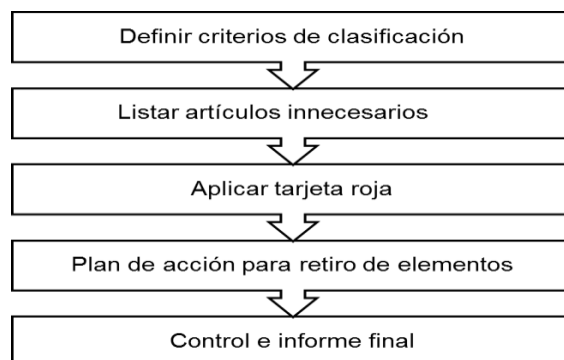 Definir criterios de clasificación
Listar artículos innecesarios
Aplicar tarjeta roja
Plan de acción para retiro de elementos
Control e informe final